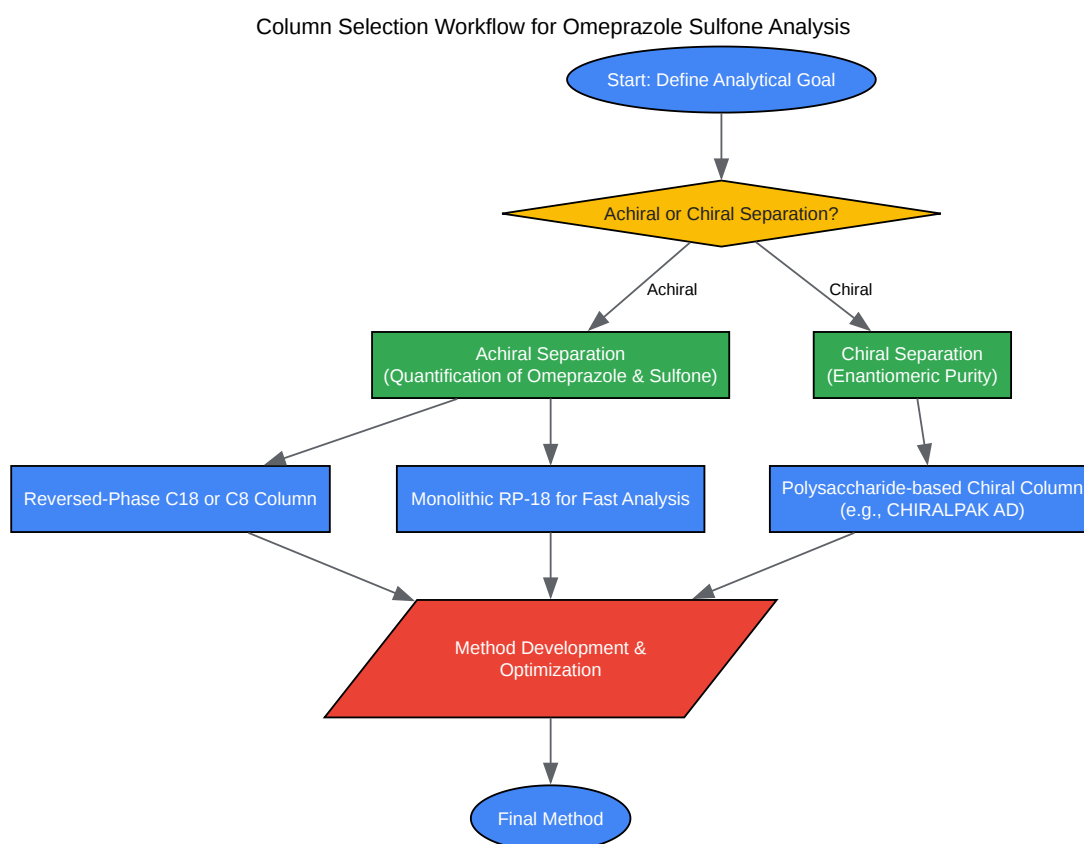 Column Selection Workflow for Omeprazole Sulfone Analysis
Start: Define Analytical Goal
Achiral or Chiral Separation?
Achiral
Chiral
Achiral Separation
(Quantification of Omeprazole & Sulfone)
Chiral Separation
(Enantiomeric Purity)
Reversed-Phase C18 or C8 Column
Monolithic RP-18 for Fast Analysis
Polysaccharide-based Chiral Column
(e.g., CHIRALPAK AD)
Method Development &
Optimization
Final Method